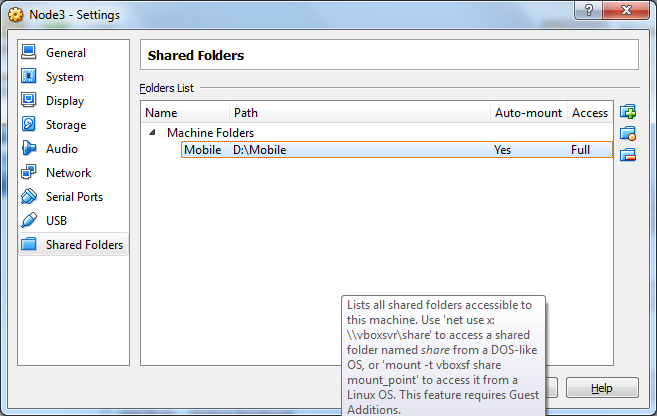 Node3 - Settings
?
General
System
Display
Storage
Audio
Network
Serial Ports
USB
Shared Folders
Shared Folders
Folders List
Name Path Auto-mount Access
Machine Folders
Mobile D:\Mobile Yes Full
Lists all shared folders accessible to
this machine. Use 'net use x:
\\vboxsvr\share' to access a shared
folder named share from a DOS-like
OS, or 'mount -t vboxsf share
mount_point' to access it from a
Linux OS. This feature requires Guest
Additions.
Help